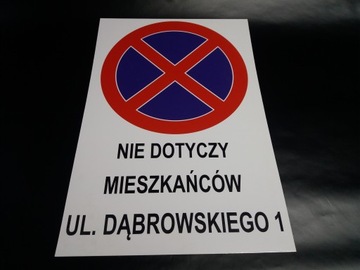 NIE DOTYCZY
MIESZKAŃCÓW
UL. DĄBROWSKIEGO 1